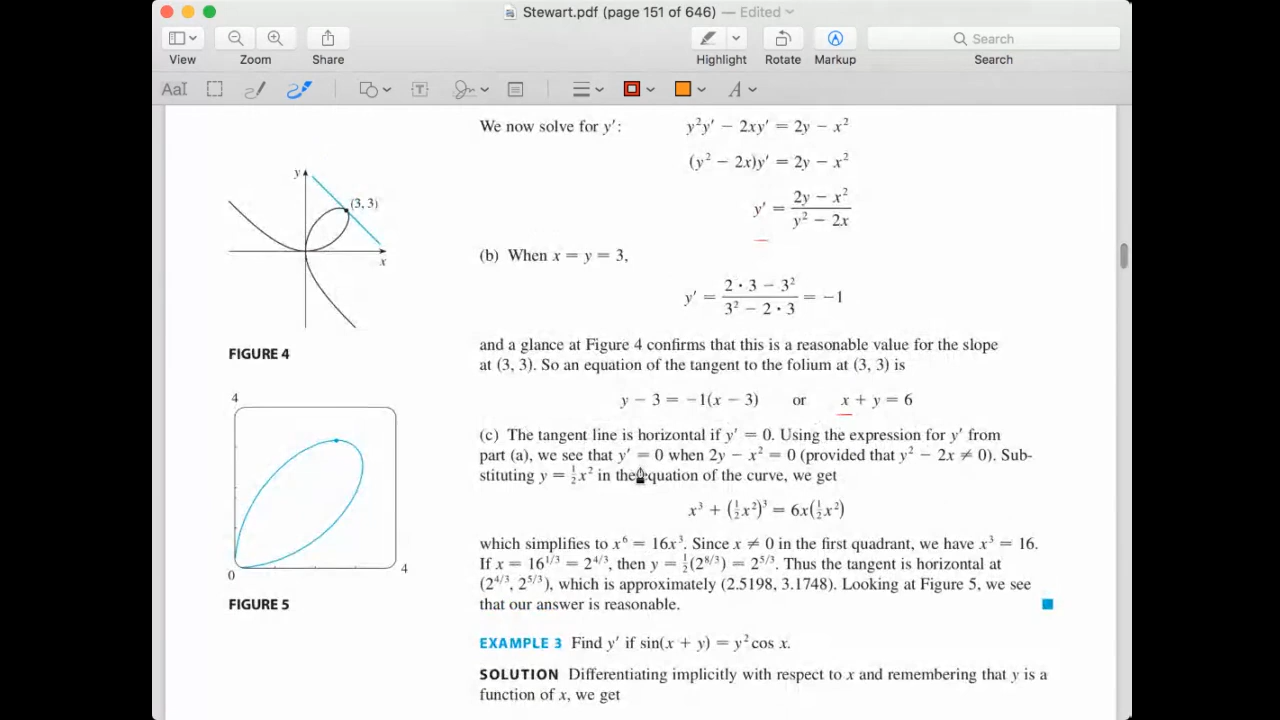 Stewart.pdf (page 151 of 646) — Edited
View
Zoom
Share
Highlight
Rotate
Markup
Search
Search
AaI
T
A
We now solve for y′: y²y′ − 2xy′ = 2y − x²
(y² − 2x)y′ = 2y − x²
y′ = (2y − x²)/(y² − 2x)
y
(3, 3)
x
FIGURE 4
(b) When x = y = 3,
y′ = (2 · 3 − 3²)/(3² − 2 · 3) = −1
and a glance at Figure 4 confirms that this is a reasonable value for the slope
at (3, 3). So an equation of the tangent to the folium at (3, 3) is
y − 3 = −1(x − 3) or x + y = 6
4
0
4
FIGURE 5
(c) The tangent line is horizontal if y′ = 0. Using the expression for y′ from
part (a), we see that y′ = 0 when 2y − x² = 0 (provided that y² − 2x ≠ 0). Sub-
stituting y = ½x² in the equation of the curve, we get
x³ + (½x²)³ = 6x(½x²)
which simplifies to x⁶ = 16x³. Since x ≠ 0 in the first quadrant, we have x³ = 16.
If x = 16^(1/3) = 2^(4/3), then y = ½(2^(8/3)) = 2^(5/3). Thus the tangent is horizontal at
(2^(4/3), 2^(5/3)), which is approximately (2.5198, 3.1748). Looking at Figure 5, we see
that our answer is reasonable.
EXAMPLE 3 Find y′ if sin(x + y) = y² cos x.
SOLUTION Differentiating implicitly with respect to x and remembering that y is a
function of x, we get